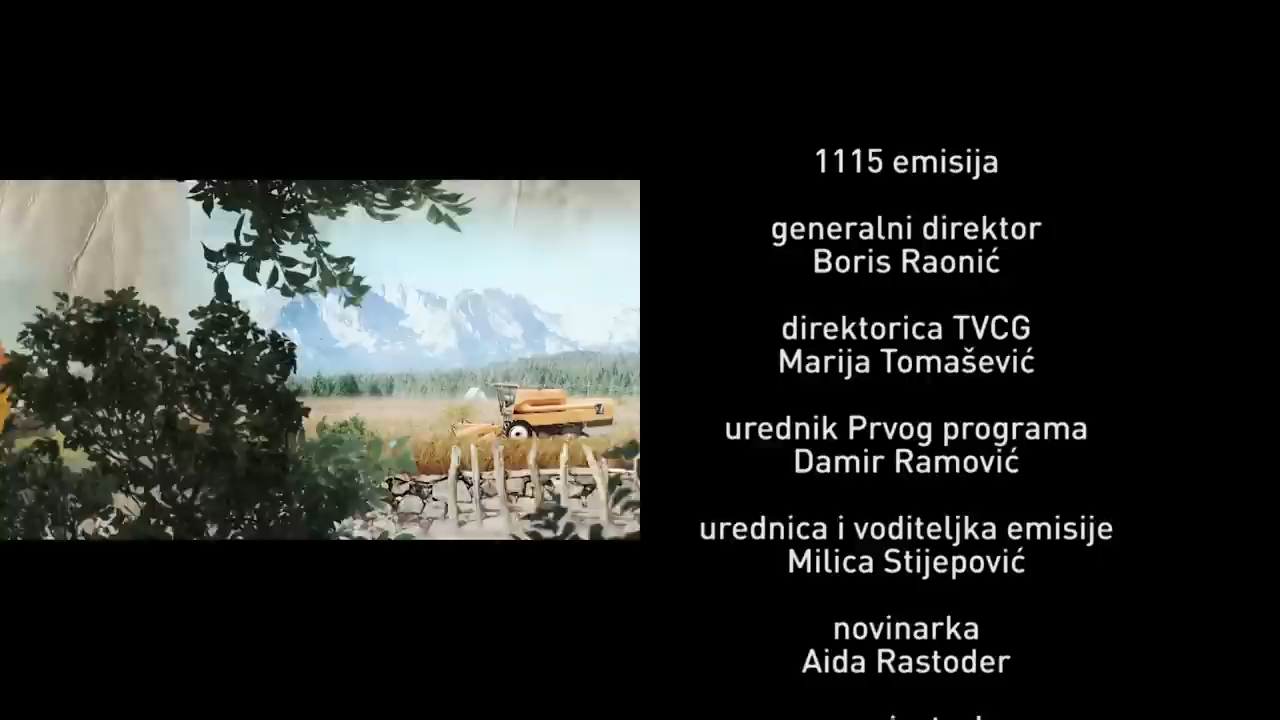 1115 emisija
generalni direktor
Boris Raonić
direktorica TVCG
Marija Tomašević
urednik Prvog programa
Damir Ramović
urednica i voditeljka emisije
Milica Stijepović
novinarka
Aida Rastoder